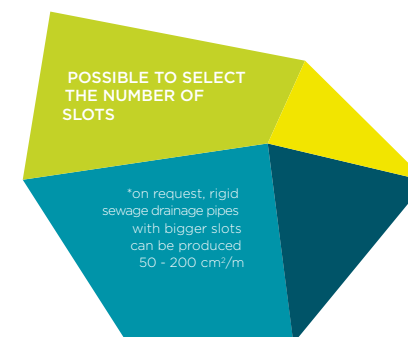 POSSIBLE TO SELECT
THE NUMBER OF
SLOTS
*on request, rigid
sewage drainage pipes
with bigger slots
can be produced
50 - 200 cm²/m